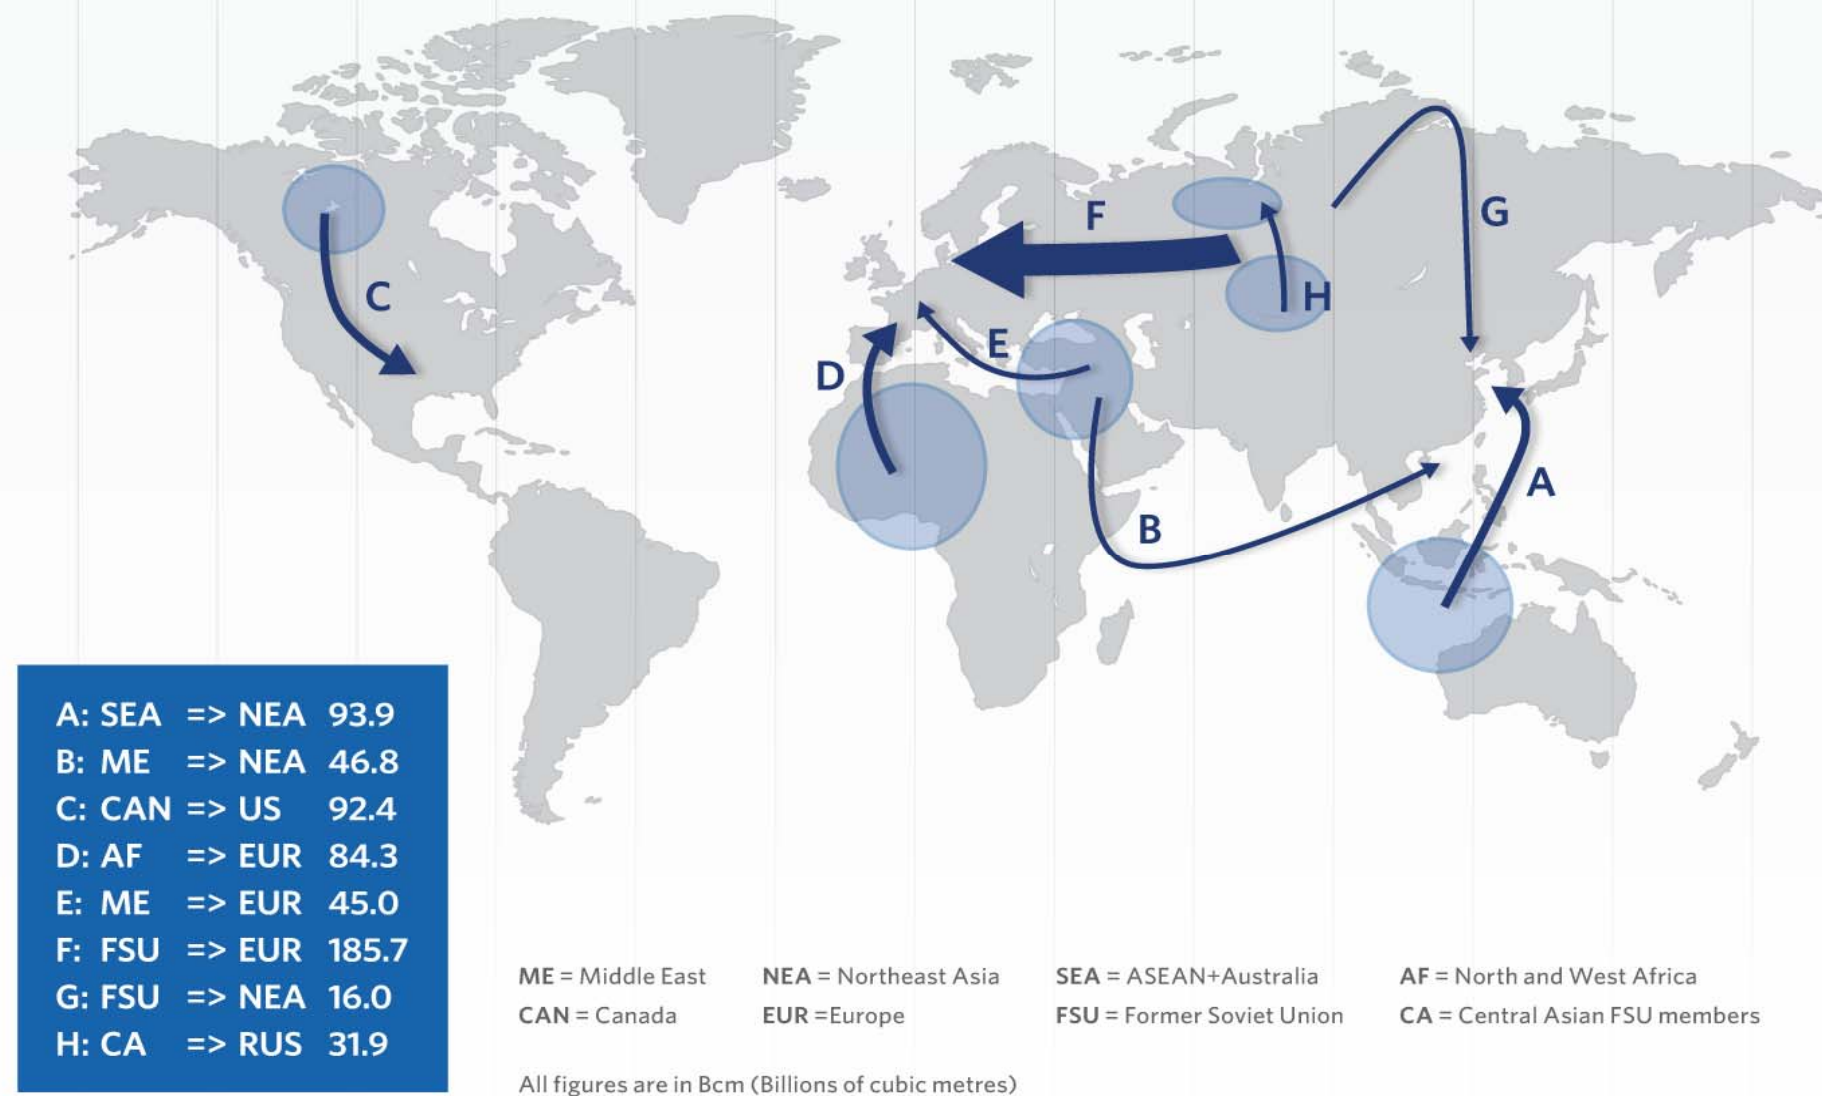 F
G
H
C
E
D
A
B
A: SEA => NEA 93.9
B: ME => NEA 46.8
C: CAN => US 92.4
D: AF => EUR 84.3
E: ME => EUR 45.0
F: FSU => EUR 185.7
G: FSU => NEA 16.0
H: CA => RUS 31.9
ME = Middle East NEA = Northeast Asia SEA = ASEAN+Australia AF = North and West Africa
CAN = Canada EUR =Europe FSU = Former Soviet Union CA = Central Asian FSU members
All figures are in Bcm (Billions of cubic metres)